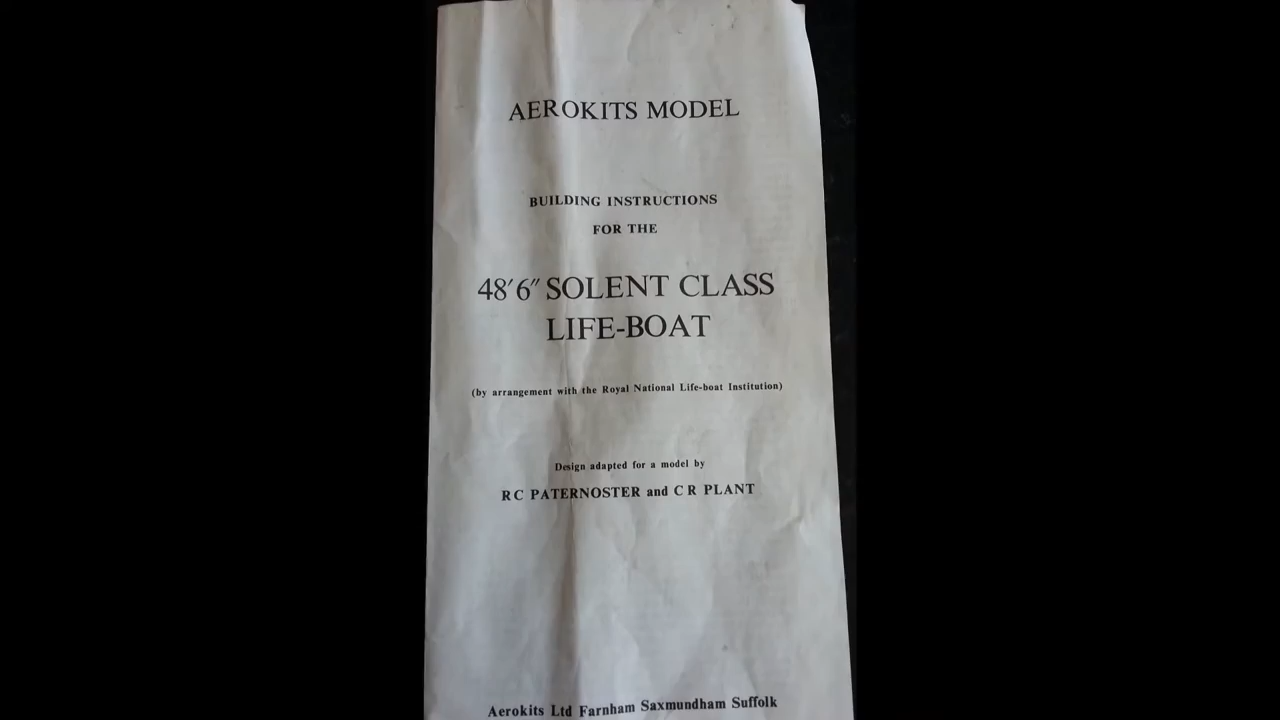 AEROKITS MODEL
BUILDING INSTRUCTIONS
FOR THE
48′6″ SOLENT CLASS
LIFE-BOAT
(by arrangement with the Royal National Life-boat Institution)
Design adapted for a model by
R C PATERNOSTER and C R PLANT
Aerokits Ltd Farnham Saxmundham Suffolk